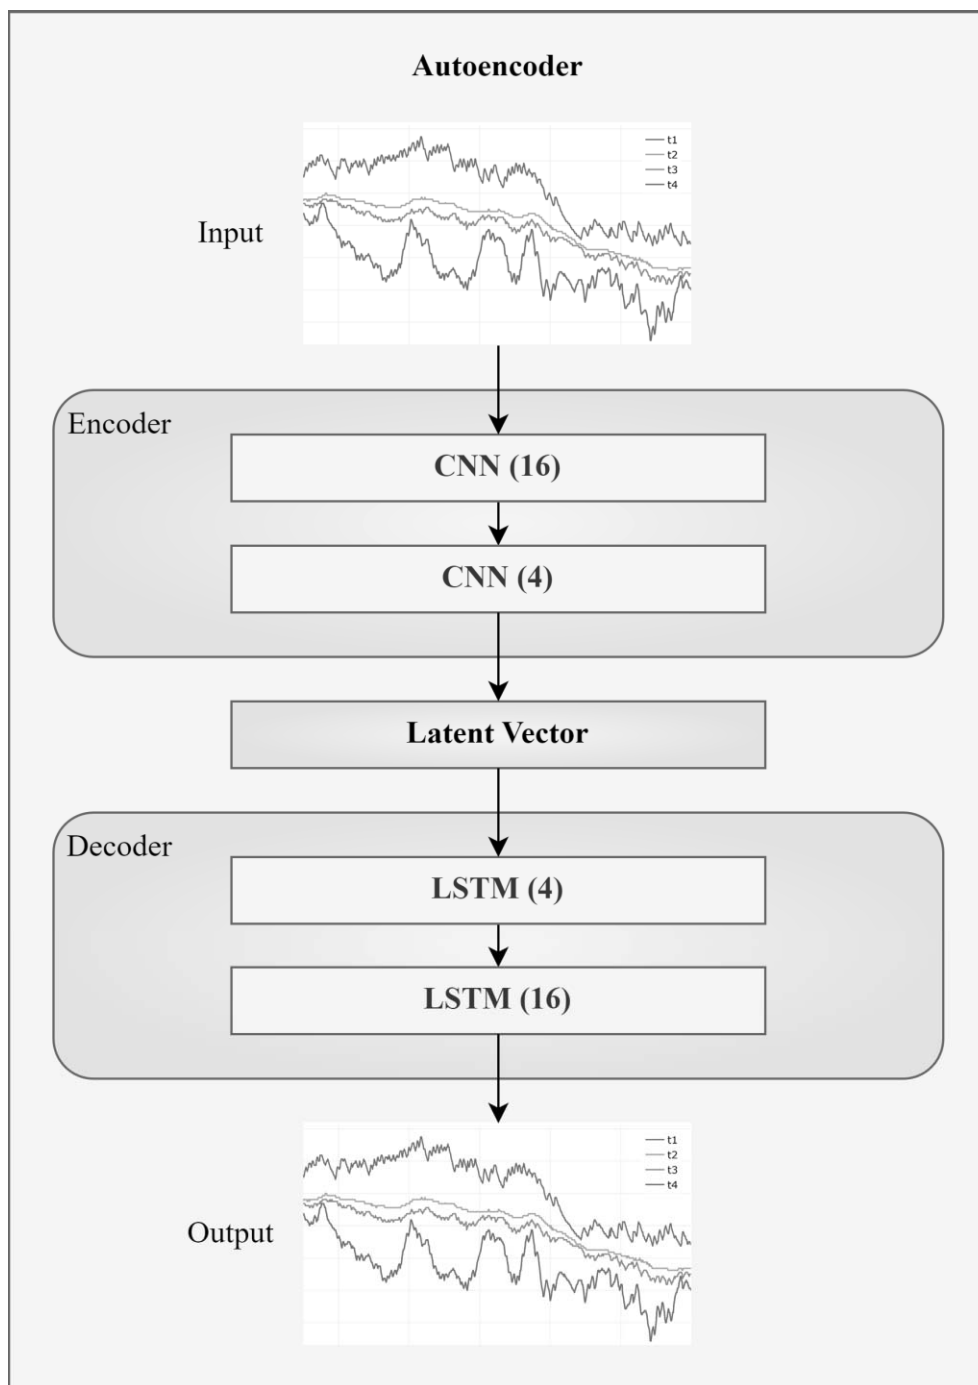 Autoencoder
t1
t2
t3
t4
Input
Encoder
CNN (16)
CNN (4)
Latent Vector
Decoder
LSTM (4)
LSTM (16)
t1
t2
t3
t4
Output